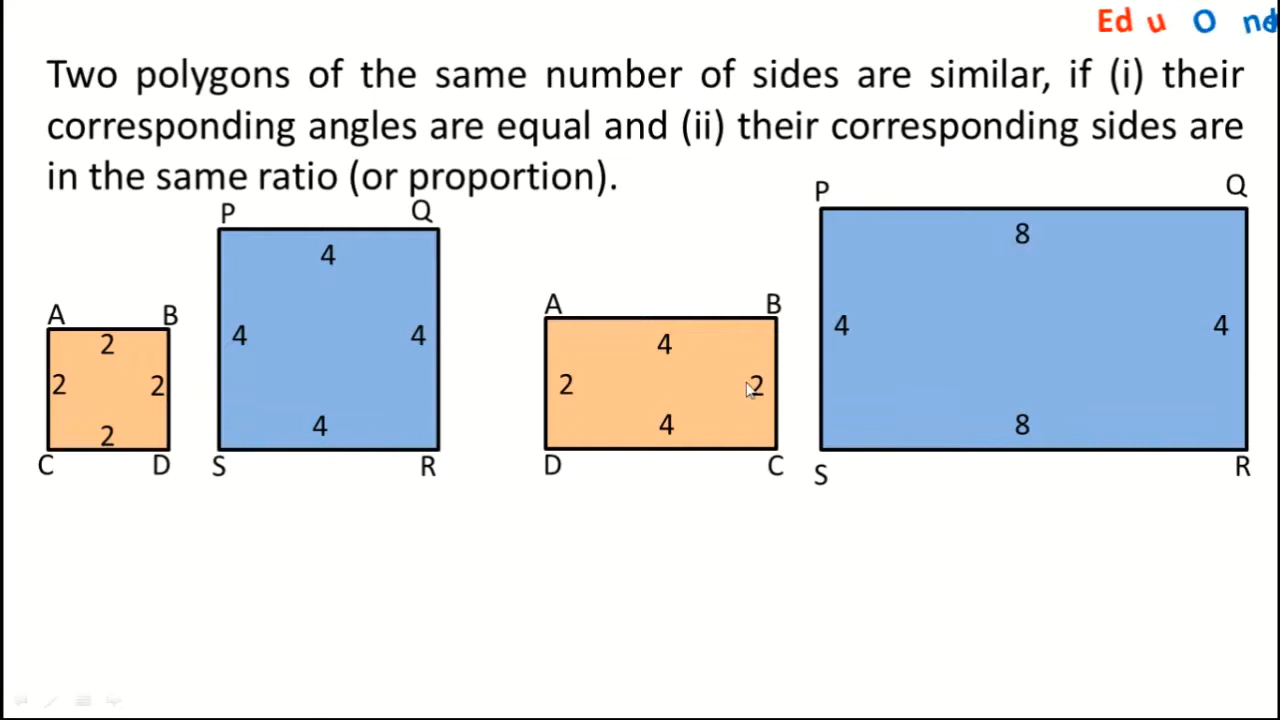 Ed u O nd
Two polygons of the same number of sides are similar, if (i) their
corresponding angles are equal and (ii) their corresponding sides are
in the same ratio (or proportion).
P Q
4
4 4
4
S R
A B
2
2 2
2
C D
A B
4
2 2
4
D C
P Q
8
4 4
8
S R